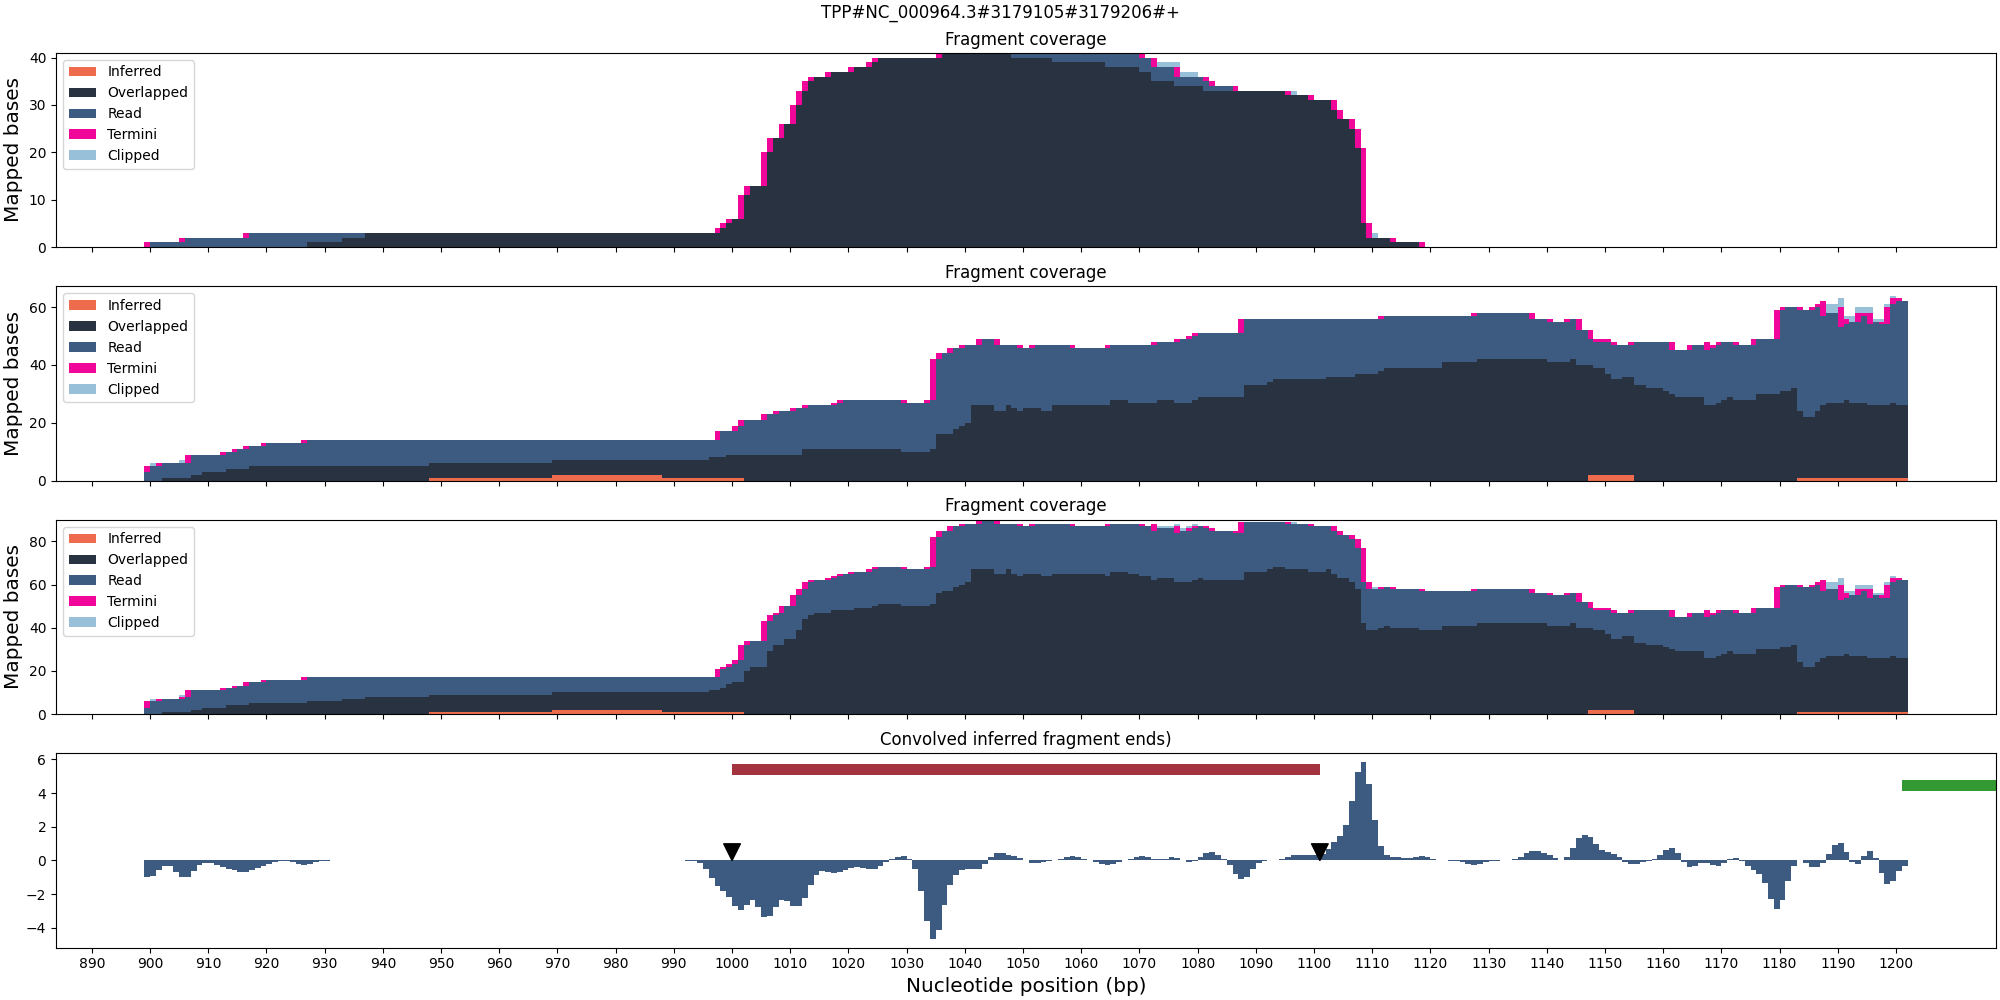 TPP#NC_000964.3#3179105#3179206#+
Fragment coverage
Mapped bases
40
30
20
10
0
Inferred
Overlapped
Read
Termini
Clipped
Fragment coverage
Mapped bases
60
40
20
0
Inferred
Overlapped
Read
Termini
Clipped
Fragment coverage
Mapped bases
80
60
40
20
0
Inferred
Overlapped
Read
Termini
Clipped
Convolved inferred fragment ends)
6
4
2
0
−2
−4
890 900 910 920 930 940 950 960 970 980 990 1000 1010 1020 1030 1040 1050 1060 1070 1080 1090 1100 1110 1120 1130 1140 1150 1160 1170 1180 1190 1200
Nucleotide position (bp)